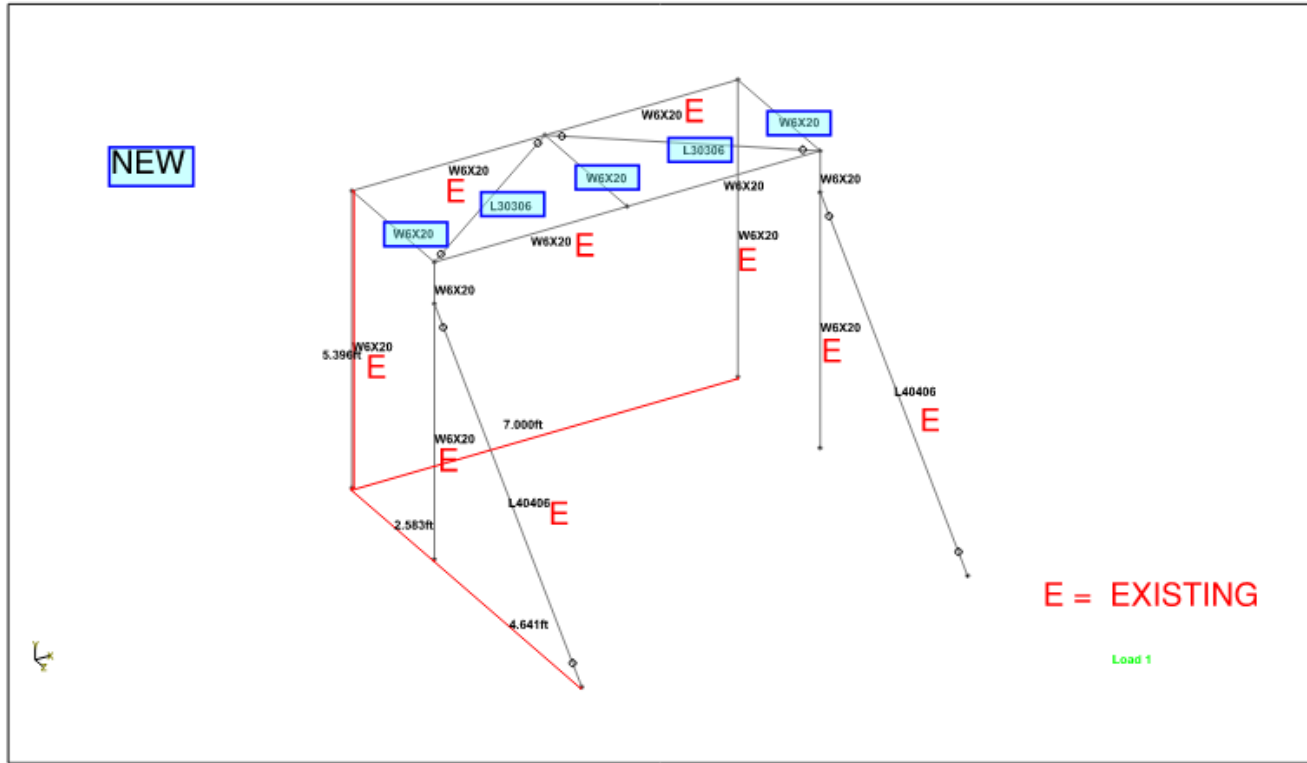 W6X20 E
W6X20
NEW
L30306
W6X20
E
W6X20
W6X20
W6X20
L30306
W6X20
W6X20
W6X20 E
W6X20
E
W6X20
W6X20
E
5.396ft
W6X20
E
L40406
E
7.000ft
W6X20
E
L40406 E
2.583ft
E = EXISTING
4.641ft
Y
X
Z
Load 1